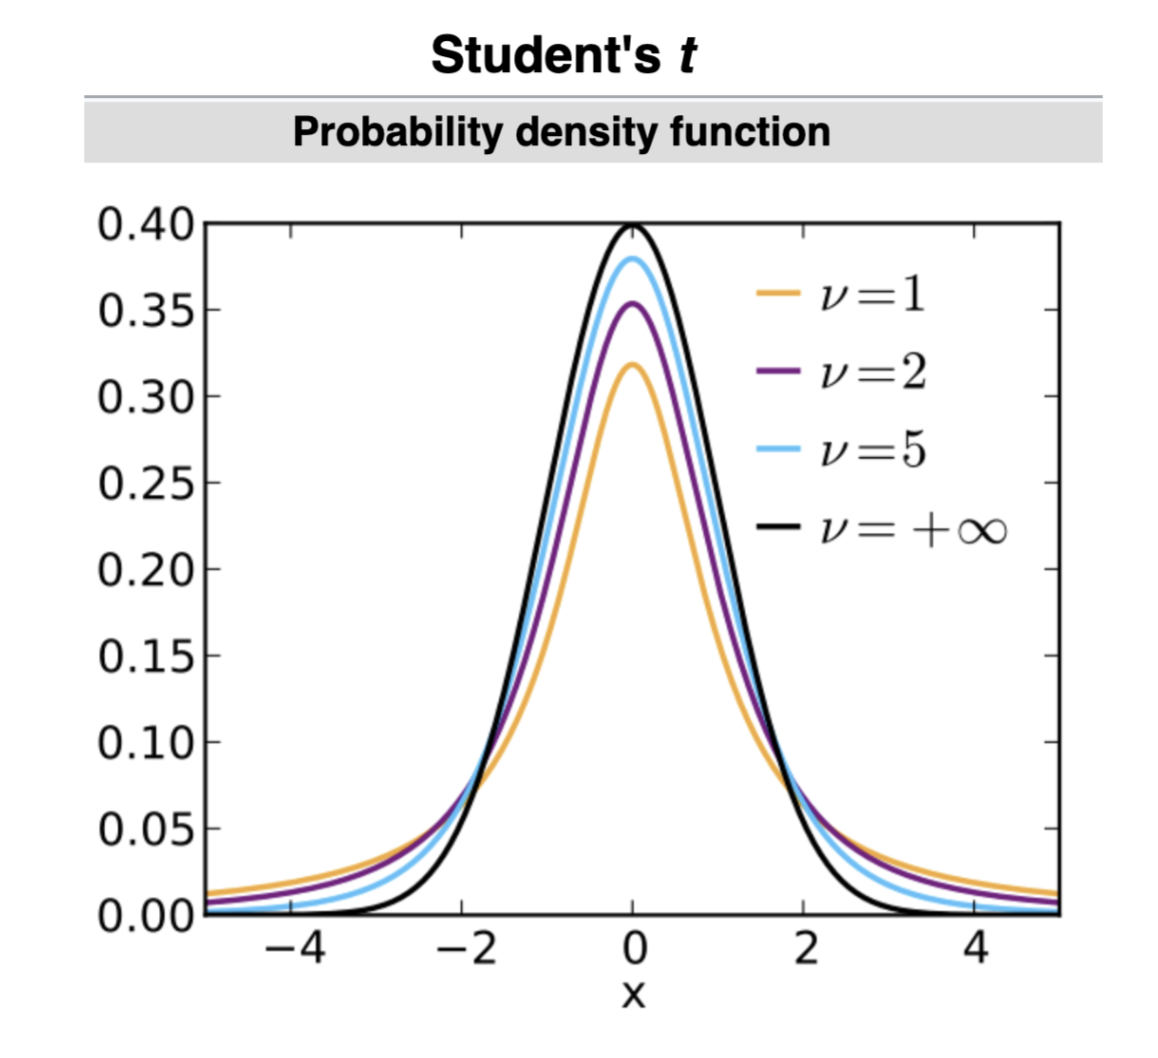 Student's t
Probability density function
0.40
0.35
0.30
0.25
0.20
0.15
0.10
0.05
0.00
−4 −2 0 2 4
x
ν=1
ν=2
ν=5
ν=+∞